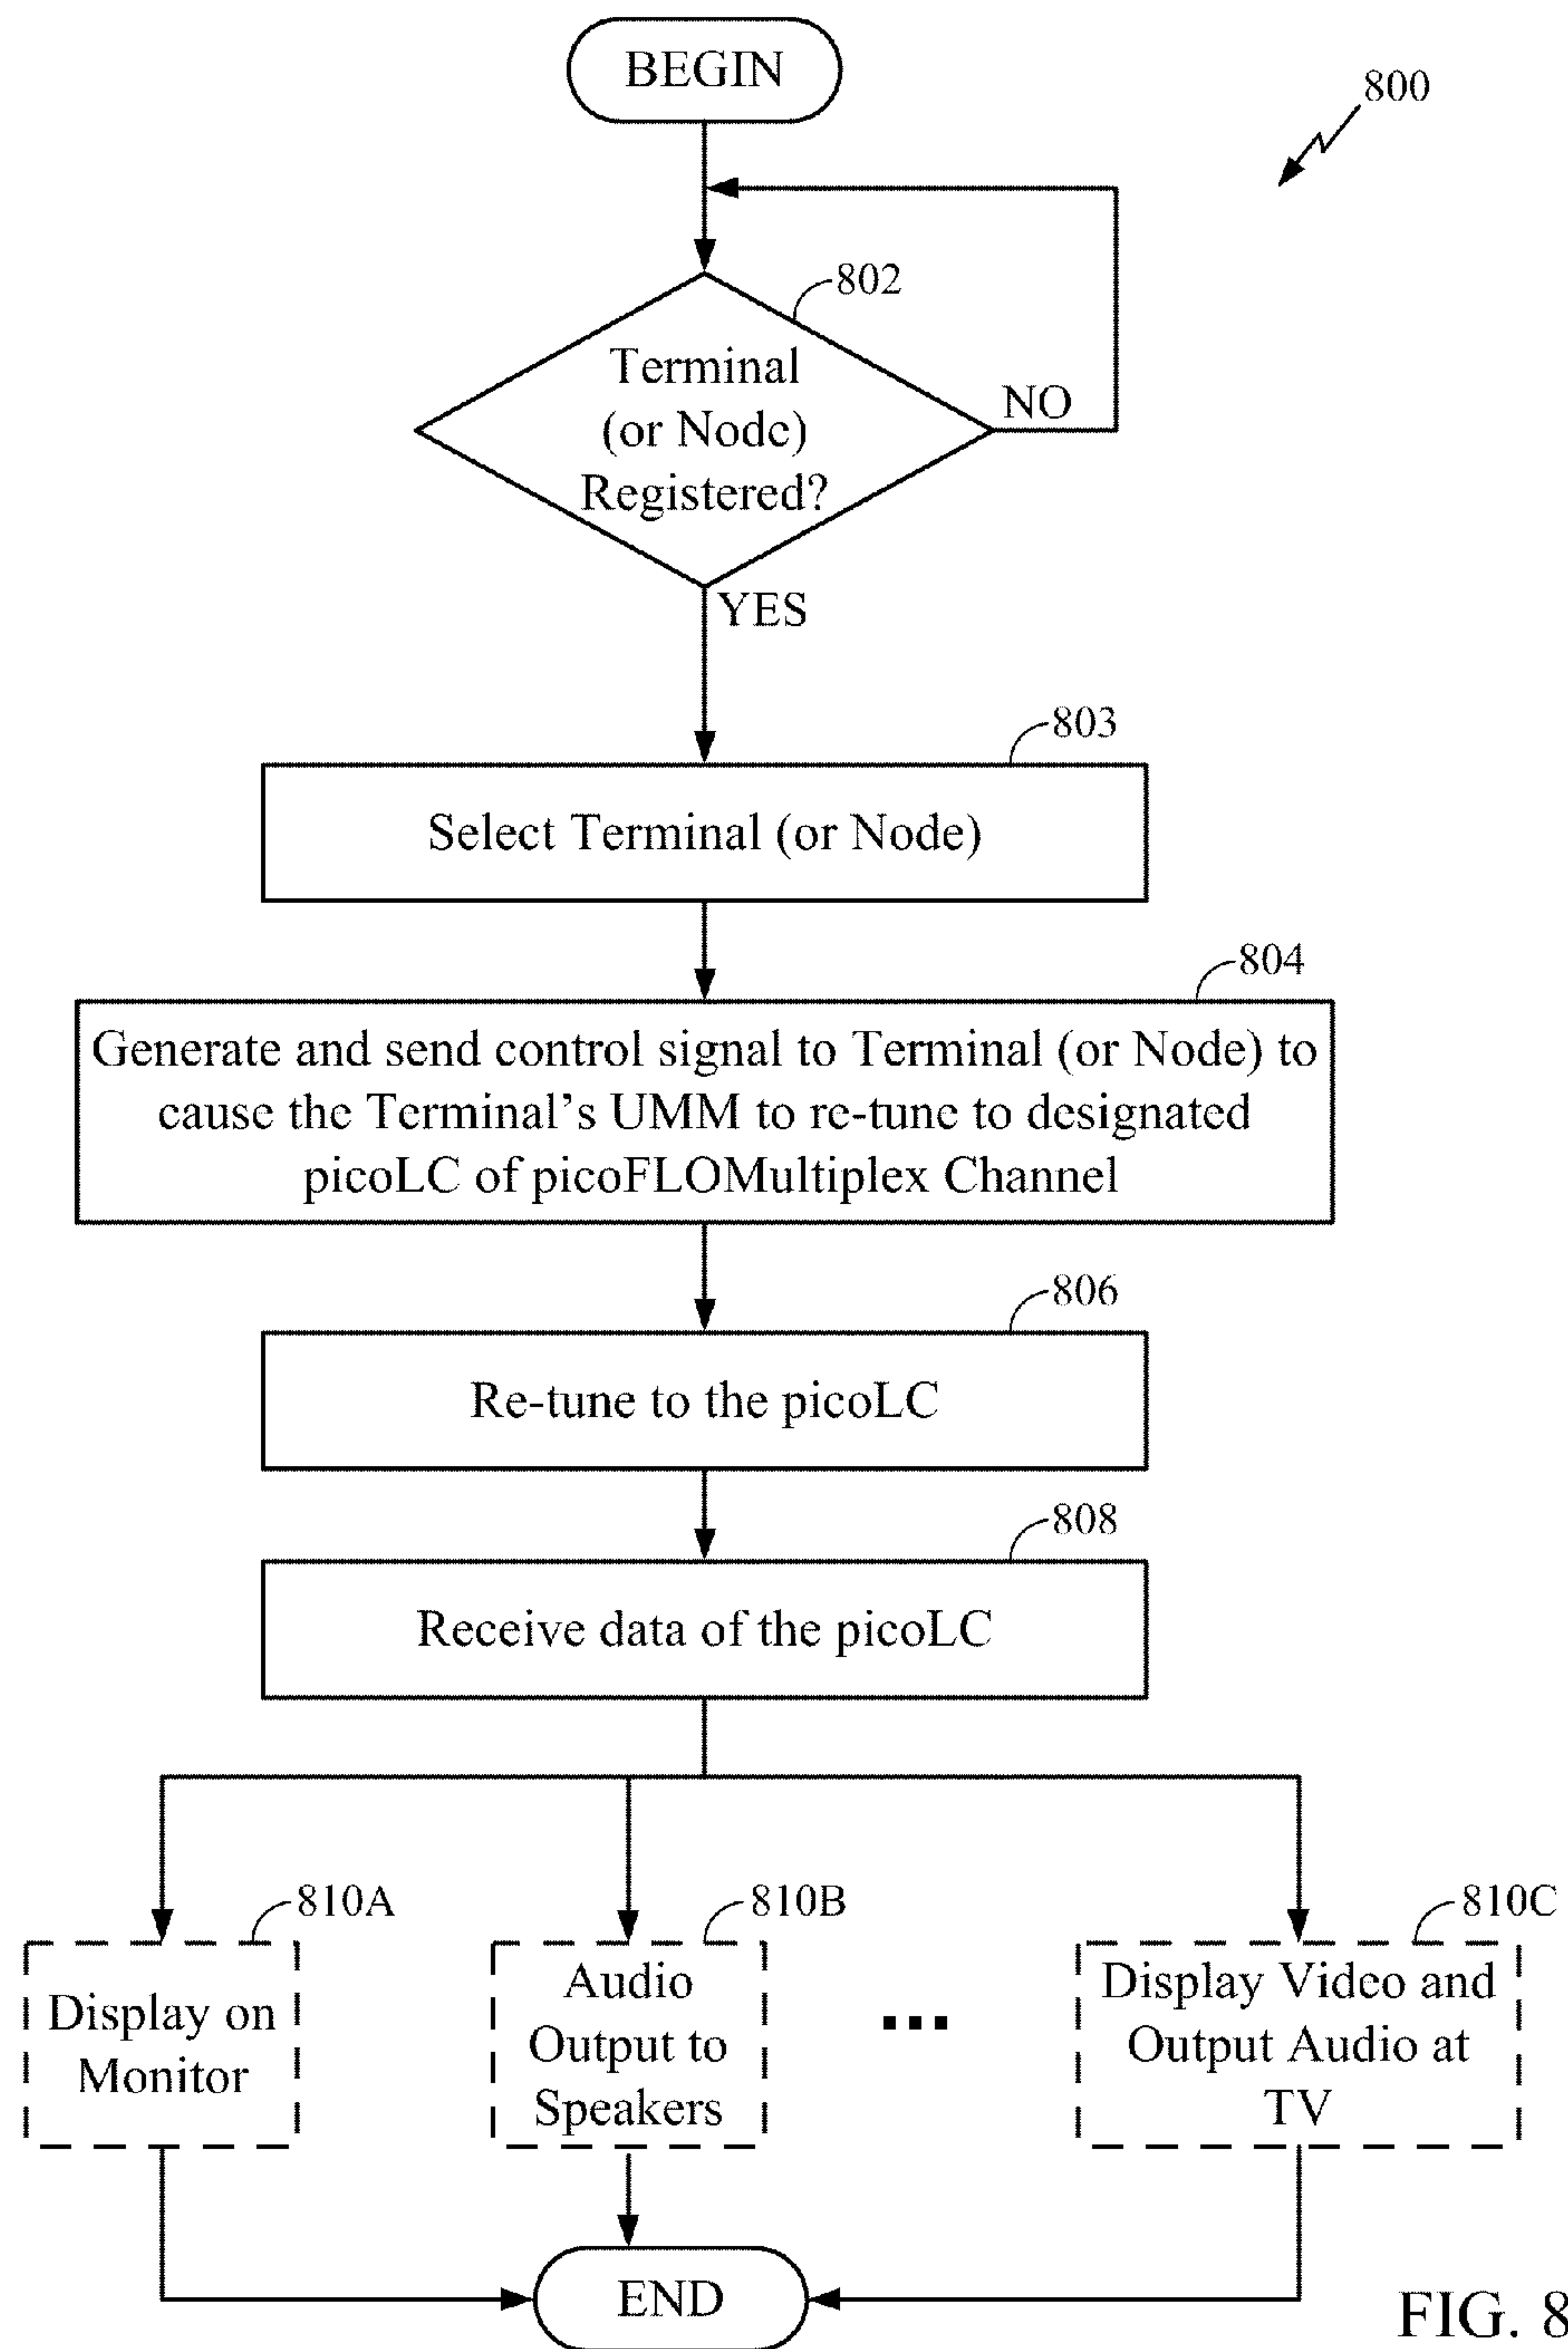 BEGIN
800
802
Terminal
(or Node)
Registered?
NO
YES
803
Select Terminal (or Node)
804
Generate and send control signal to Terminal (or Node) to
cause the Terminal's UMM to re-tune to designated
picoLC of picoFLOMultiplex Channel
806
Re-tune to the picoLC
808
Receive data of the picoLC
810A
Display on
Monitor
810B
Audio
Output to
Speakers
...
810C
Display Video and
Output Audio at
TV
END
FIG. 8